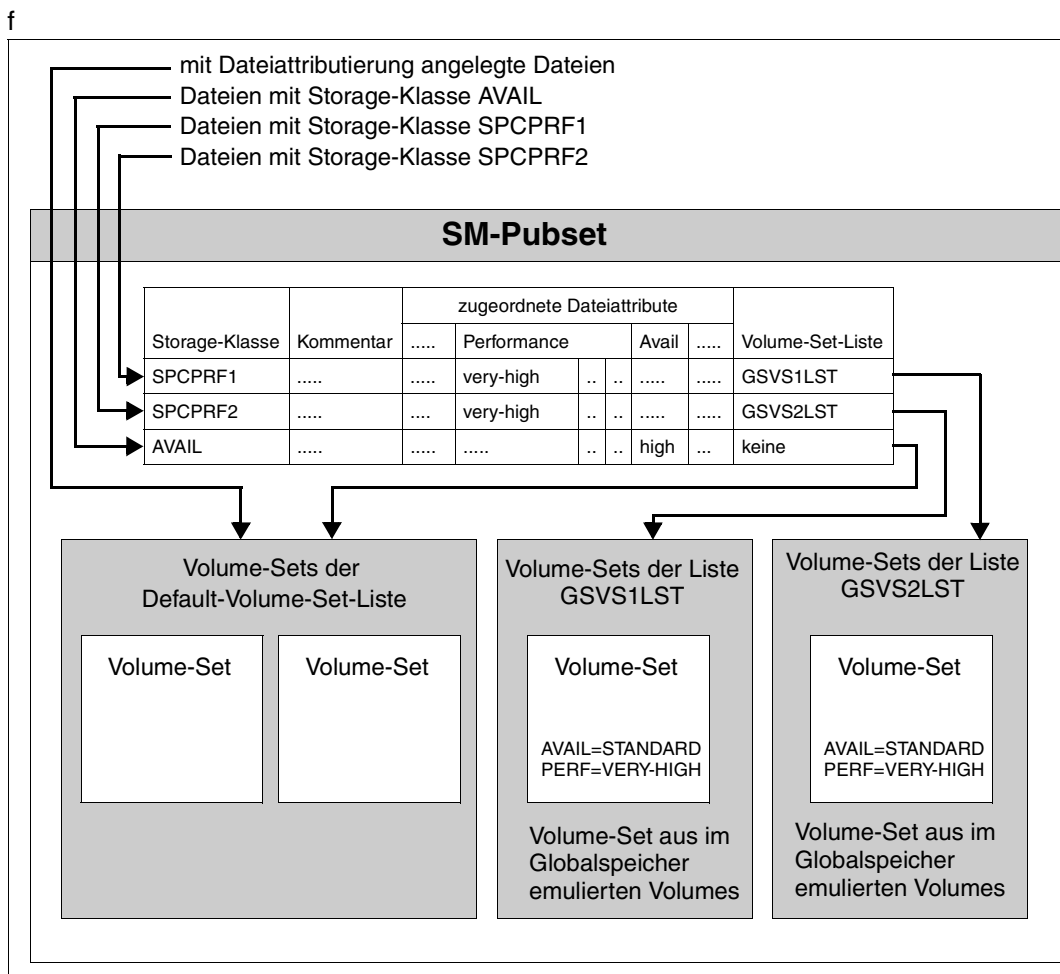 f
mit Dateiattributierung angelegte Dateien
Dateien mit Storage-Klasse AVAIL
Dateien mit Storage-Klasse SPCPRF1
Dateien mit Storage-Klasse SPCPRF2
SM-Pubset
zugeordnete Dateiattribute
Storage-Klasse Kommentar ..... Performance Avail ..... Volume-Set-Liste
SPCPRF1 ..... ..... very-high .. .. ..... ..... GSVS1LST
SPCPRF2 ..... .... very-high .. .. ..... ..... GSVS2LST
AVAIL ..... ..... ..... .. .. high ... keine
Volume-Sets der
Default-Volume-Set-Liste
Volume-Set
Volume-Set
Volume-Sets der Liste
GSVS1LST
Volume-Set
AVAIL=STANDARD
PERF=VERY-HIGH
Volume-Set aus im
Globalspeicher
emulierten Volumes
Volume-Sets der Liste
GSVS2LST
Volume-Set
AVAIL=STANDARD
PERF=VERY-HIGH
Volume-Set aus im
Globalspeicher
emulierten Volumes